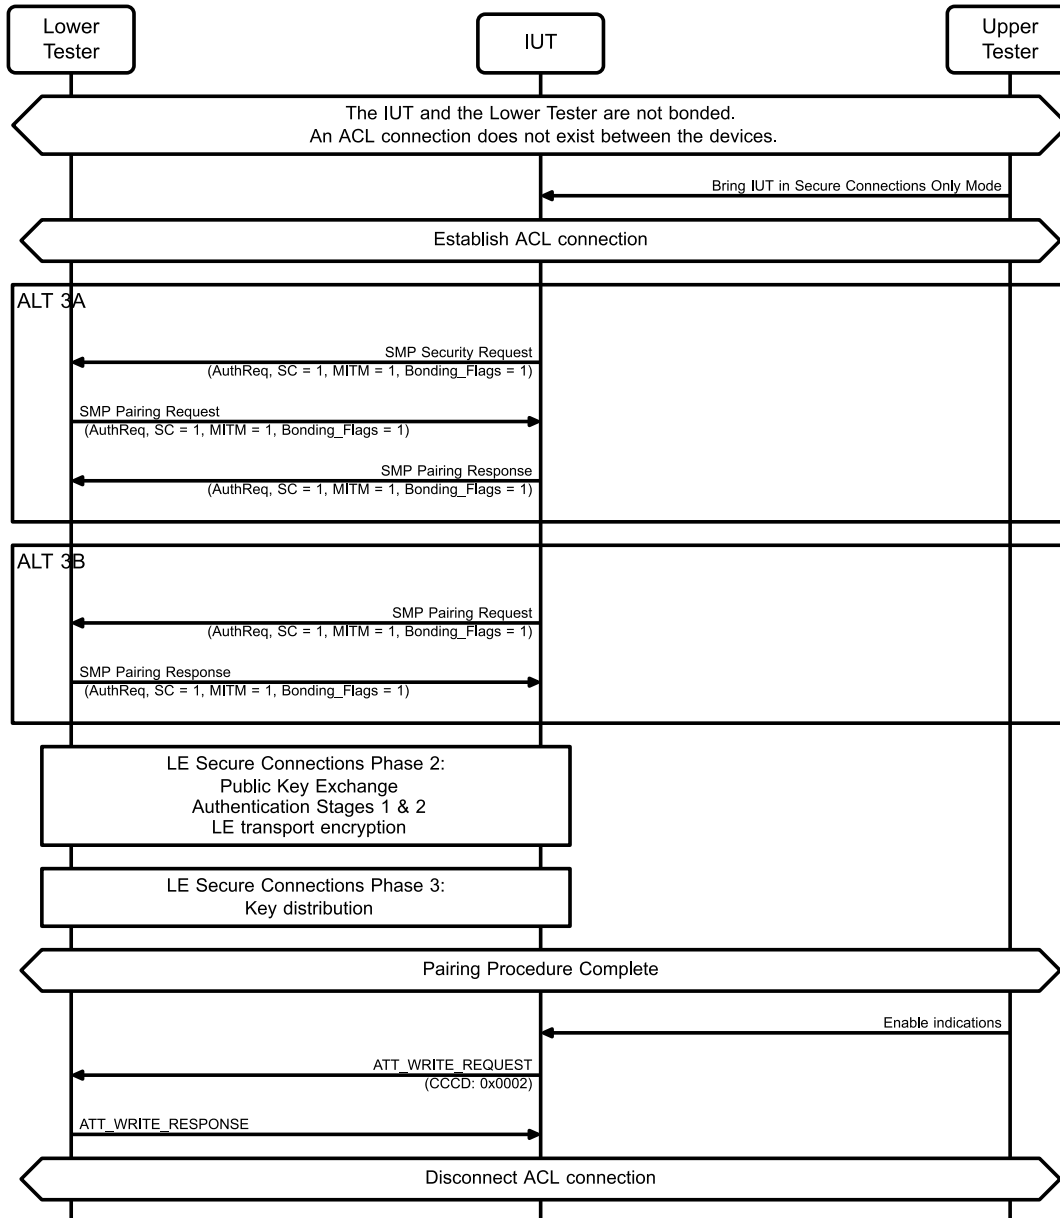 Lower
Tester
IUT
Upper
Tester
The IUT and the Lower Tester are not bonded.
An ACL connection does not exist between the devices.
Bring IUT in Secure Connections Only Mode
Establish ACL connection
ALT 3A
SMP Security Request
(AuthReq, SC = 1, MITM = 1, Bonding_Flags = 1)
SMP Pairing Request
(AuthReq, SC = 1, MITM = 1, Bonding_Flags = 1)
SMP Pairing Response
(AuthReq, SC = 1, MITM = 1, Bonding_Flags = 1)
ALT 3B
SMP Pairing Request
(AuthReq, SC = 1, MITM = 1, Bonding_Flags = 1)
SMP Pairing Response
(AuthReq, SC = 1, MITM = 1, Bonding_Flags = 1)
LE Secure Connections Phase 2:
Public Key Exchange
Authentication Stages 1 & 2
LE transport encryption
LE Secure Connections Phase 3:
Key distribution
Pairing Procedure Complete
Enable indications
ATT_WRITE_REQUEST
(CCCD: 0x0002)
ATT_WRITE_RESPONSE
Disconnect ACL connection